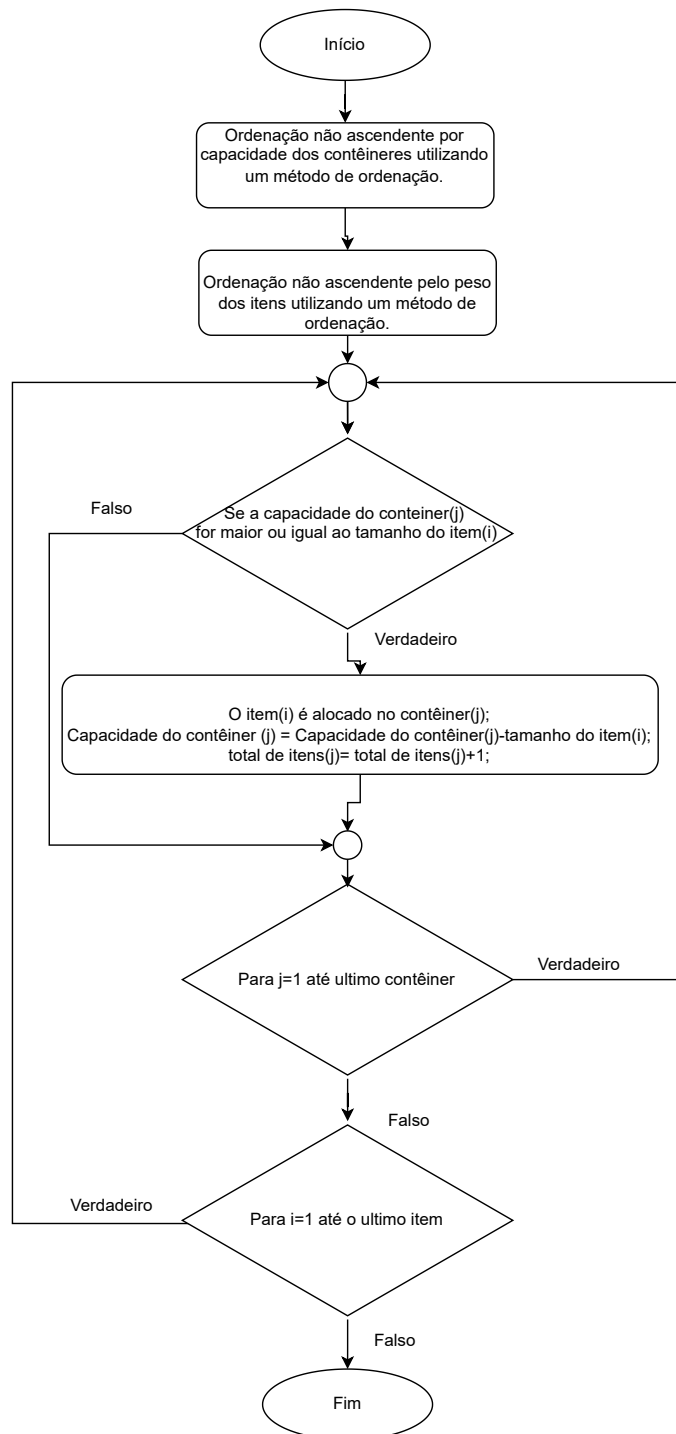 Início
Ordenação não ascendente por
capacidade dos contêineres utilizando
um método de ordenação.
Ordenação não ascendente pelo peso
dos itens utilizando um método de
ordenação.
Falso
Se a capacidade do conteiner(j)
for maior ou igual ao tamanho do item(i)
Verdadeiro
O item(i) é alocado no contêiner(j);
Capacidade do contêiner (j) = Capacidade do contêiner(j)-tamanho do item(i);
total de itens(j)= total de itens(j)+1;
Para j=1 até ultimo contêiner
Verdadeiro
Falso
Verdadeiro
Para i=1 até o ultimo item
Falso
Fim